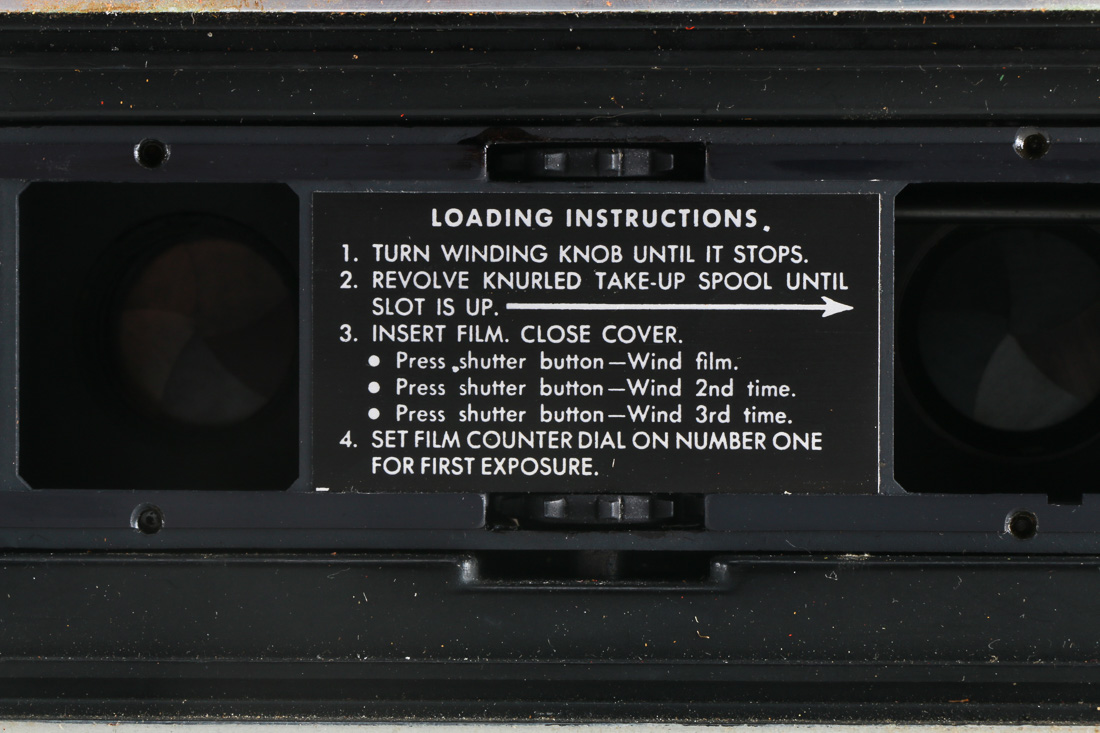 LOADING INSTRUCTIONS.
1. TURN WINDING KNOB UNTIL IT STOPS.
2. REVOLVE KNURLED TAKE-UP SPOOL UNTIL
SLOT IS UP.
3. INSERT FILM. CLOSE COVER.
• Press shutter button—Wind film.
• Press shutter button—Wind 2nd time.
• Press shutter button—Wind 3rd time.
4. SET FILM COUNTER DIAL ON NUMBER ONE
FOR FIRST EXPOSURE.